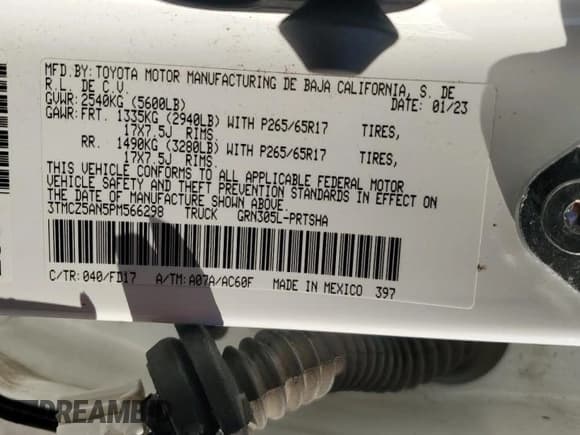 MFD.BY: TOYOTA MOTOR MANUFACTURING DE BAJA CALIFORNIA, S. DE
R.L. DE C.V.
GVWR: 2540KG (5600LB) DATE: 01/23
GAWR: FRT. 1335KG (2940LB) WITH P265/65R17 TIRES,
17X7.5J RIMS.
RR. 1490KG (3280LB) WITH P265/65R17 TIRES,
17X7.5J RIMS.
THIS VEHICLE CONFORMS TO ALL APPLICABLE FEDERAL MOTOR
VEHICLE SAFETY AND THEFT PREVENTION STANDARDS IN EFFECT ON
THE DATE OF MANUFACTURE SHOWN ABOVE.
3TMCZ5AN5PM566298 TRUCK GRN305L-PRTSHA
C/TR: 040/FD17 A/TM: A07A/AC60F MADE IN MEXICO 397
DREAMBID